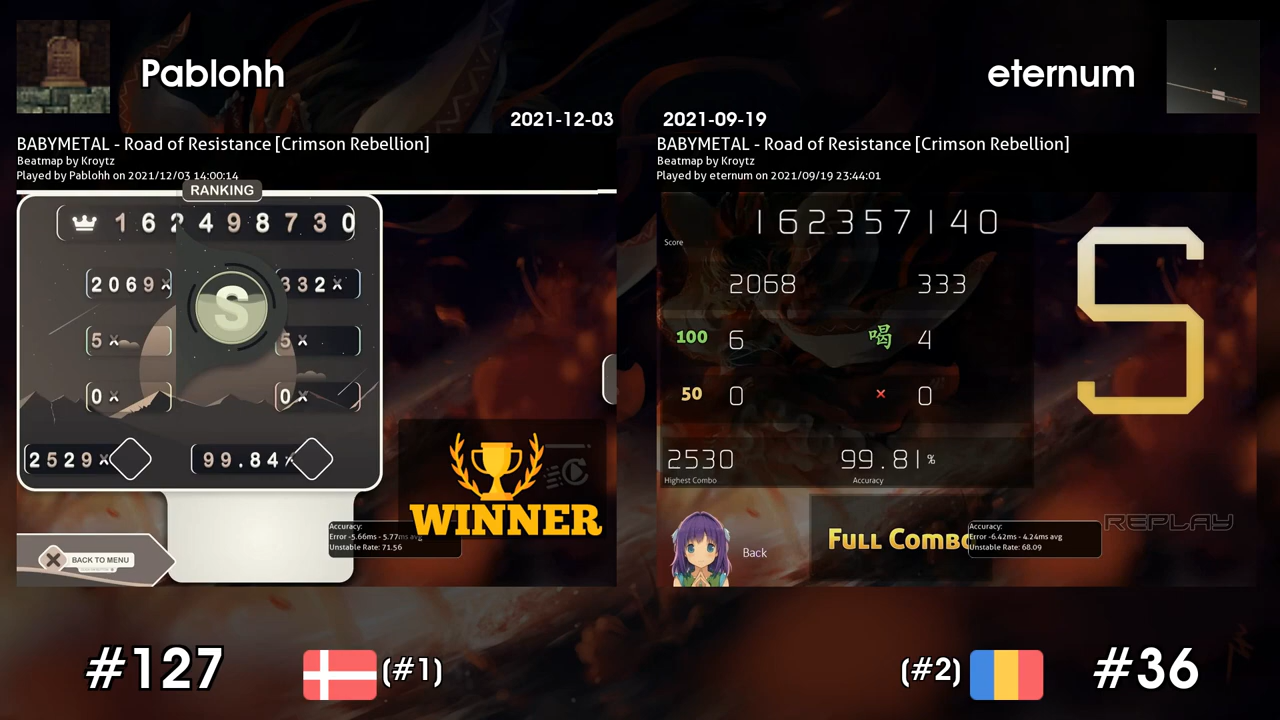 Pablohh
eternum
2021-12-03
2021-09-19
BABYMETAL - Road of Resistance [Crimson Rebellion]
Beatmap by Kroytz
Played by Pablohh on 2021/12/03 14:00:14
RANKING
162498730
2069x
332x
S
5x
5x
0x
0x
2529x
99.84%
WINNER
Accuracy:
Error -5.66ms - 5.77ms avg
Unstable Rate: 71.56
BACK TO MENU
BABYMETAL - Road of Resistance [Crimson Rebellion]
Beatmap by Kroytz
Played by eternum on 2021/09/19 23:44:01
162357140
Score
2068
333
100
6
喝
4
50
0
×
0
2530
99.81%
Highest Combo
Accuracy
S
REPLAY
Back
FULL COMBO
Accuracy:
Error -6.42ms - 4.24ms avg
Unstable Rate: 68.09
#127
(#1)
(#2)
#36